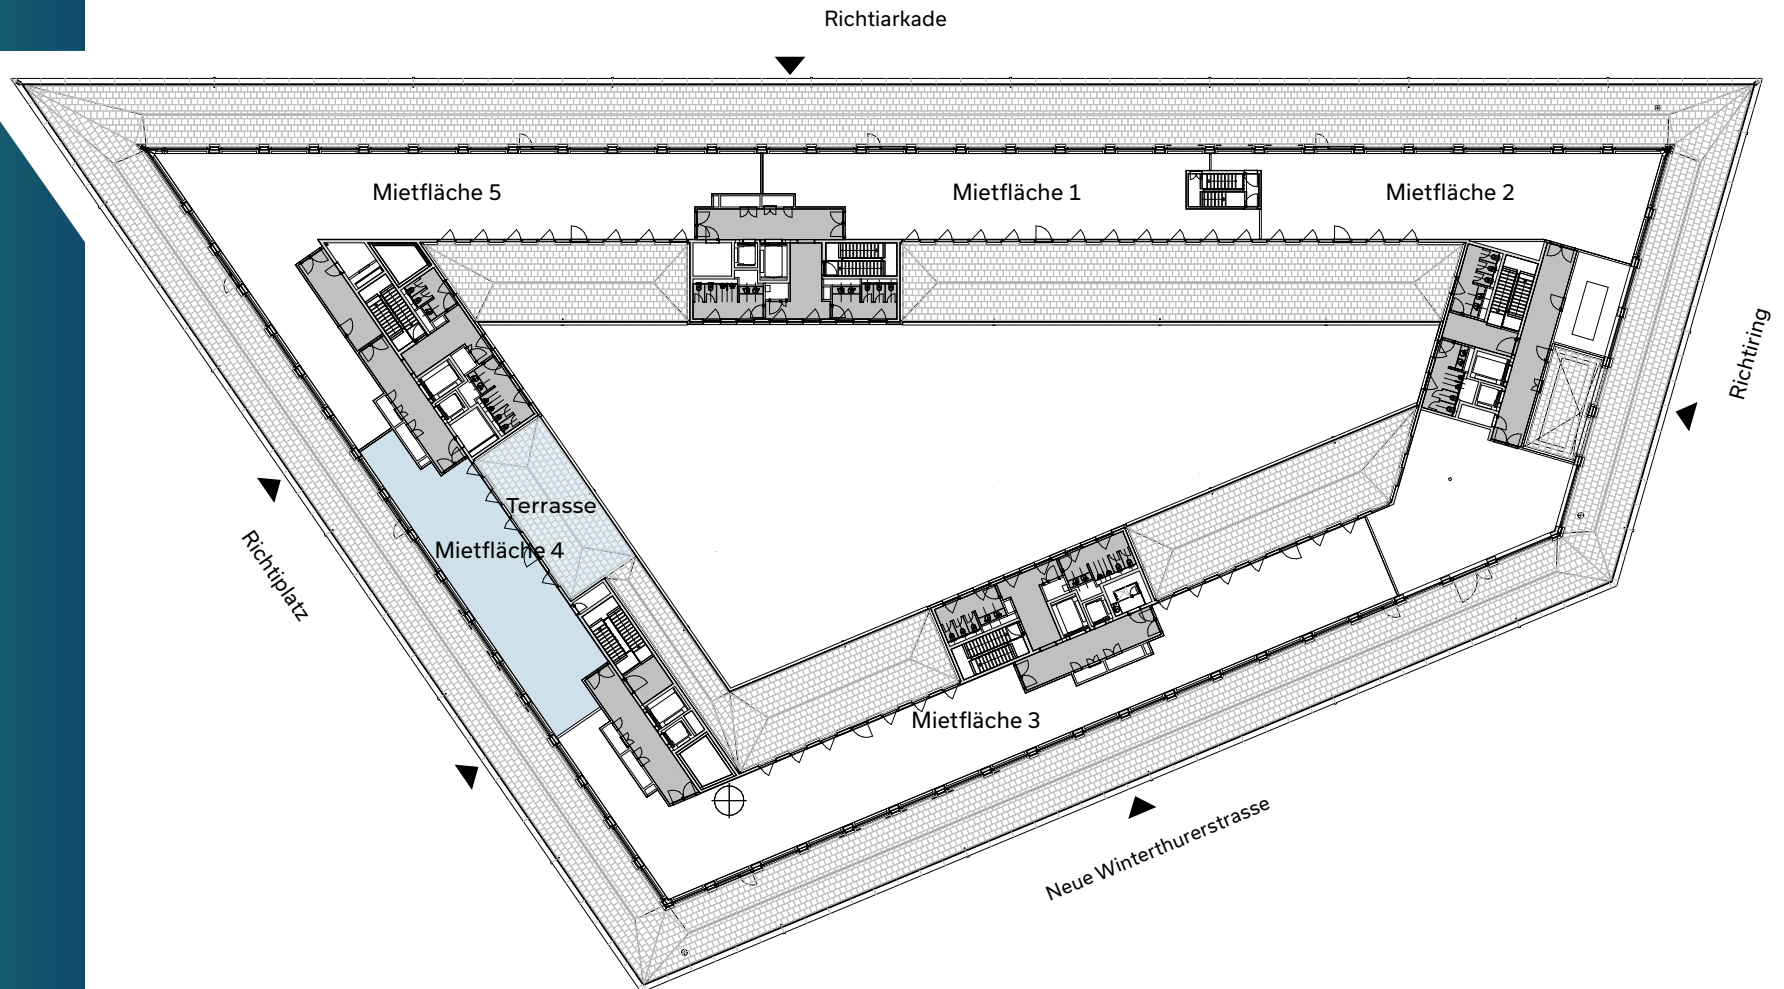 Richtiarkade
Mietfläche 5
Mietfläche 1
Mietfläche 2
Richtiring
Terrasse
Mietfläche 4
Richtiplatz
Mietfläche 3
Neue Winterthurerstrasse